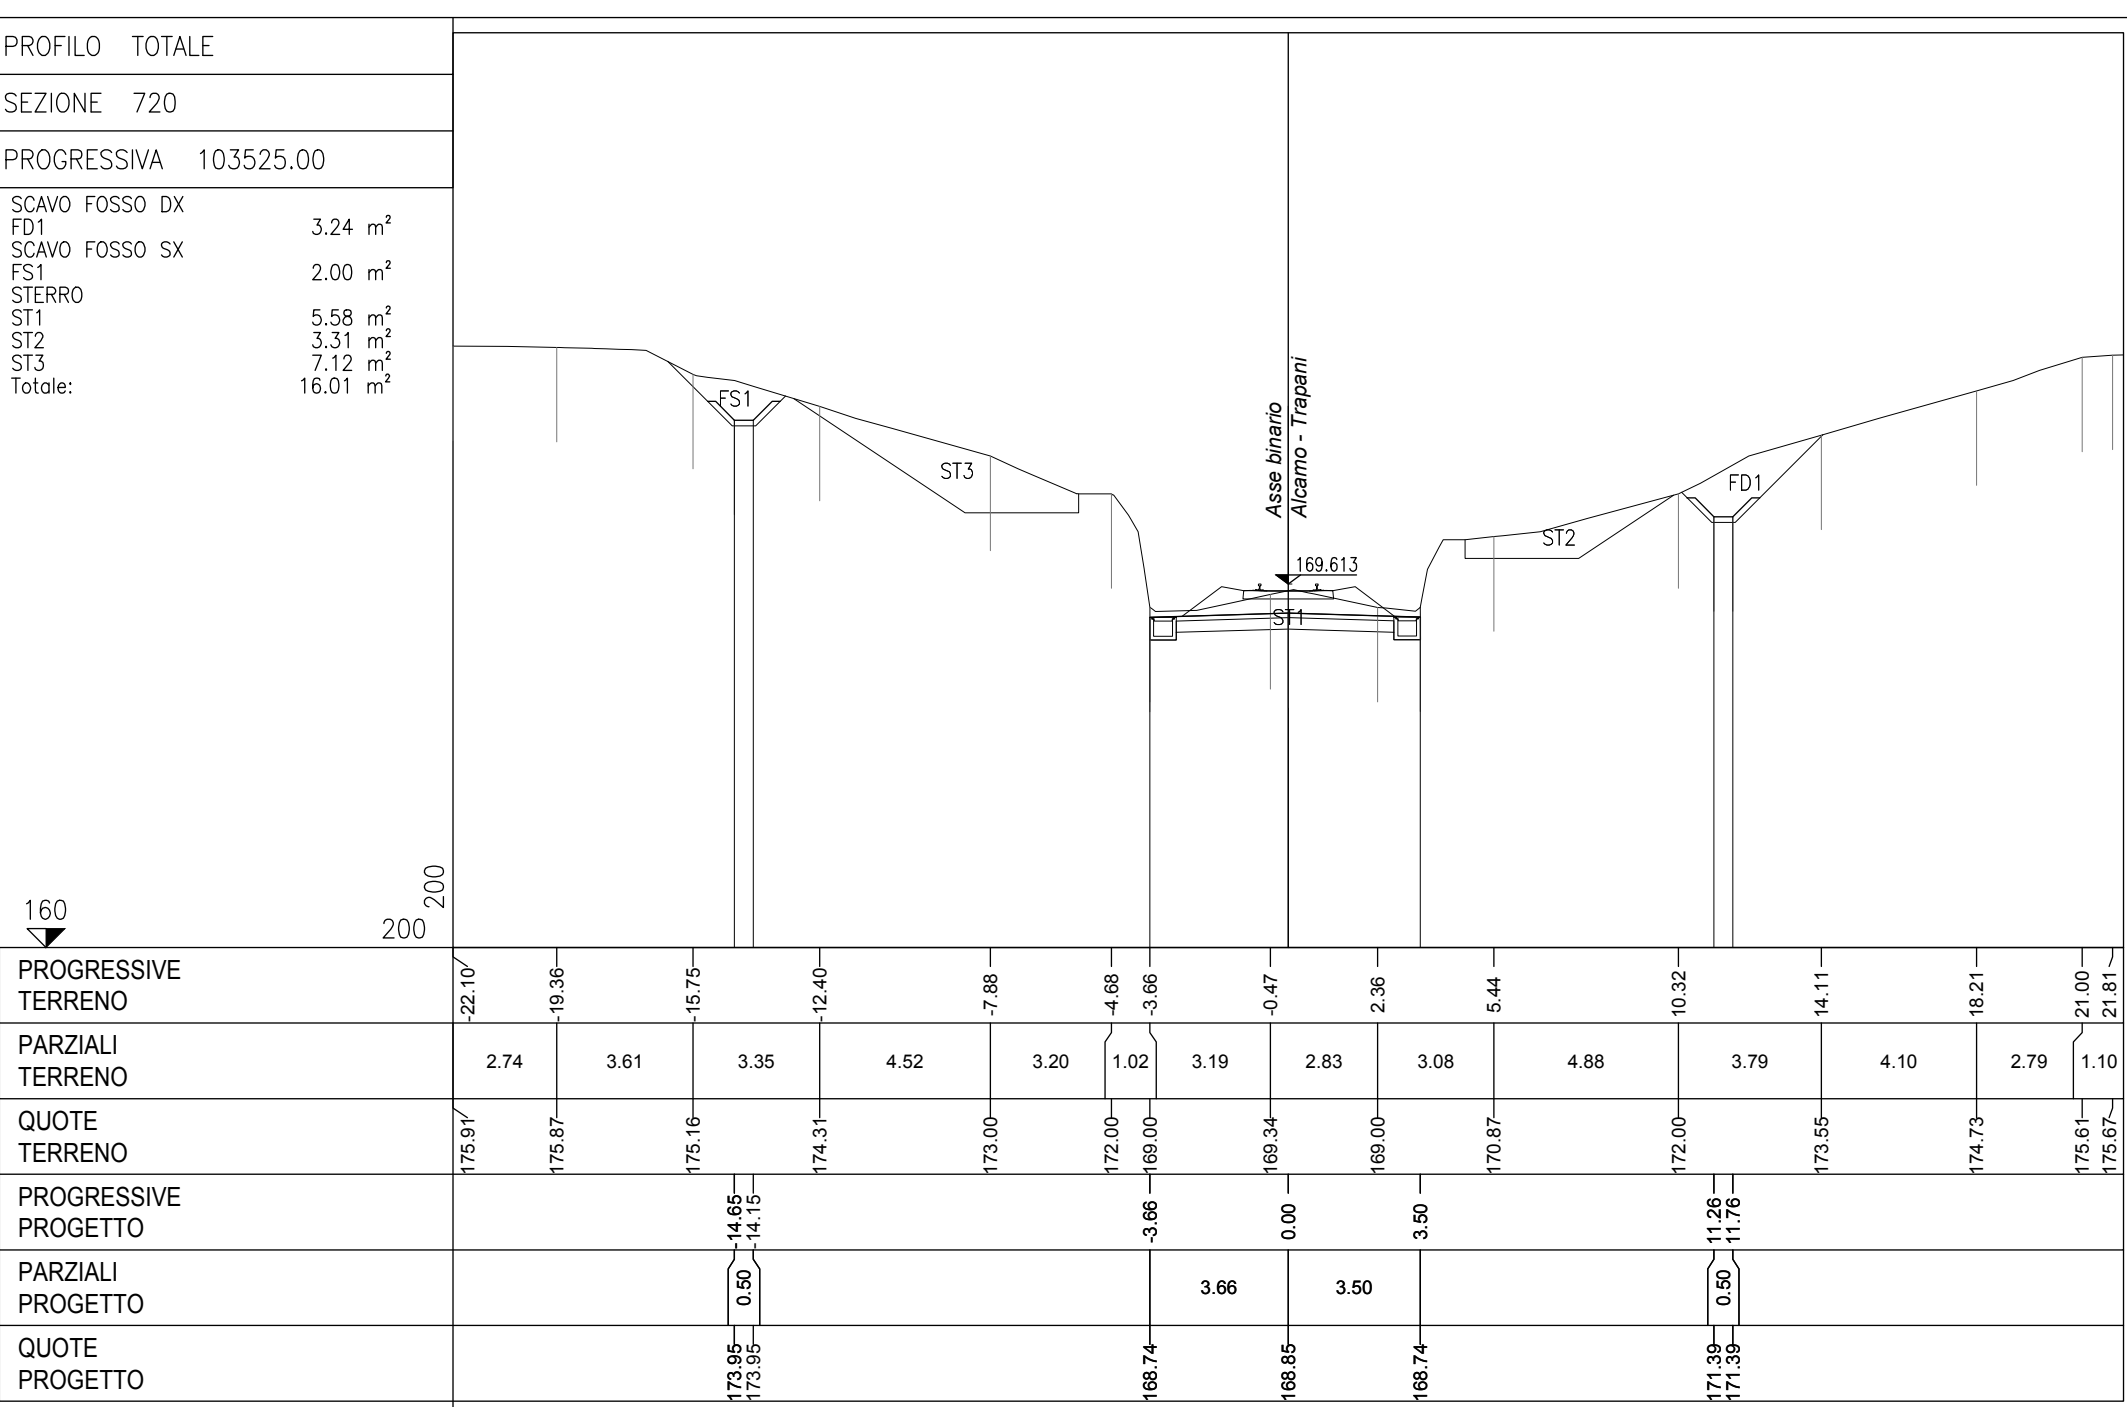 PROFILO TOTALE
SEZIONE 720
PROGRESSIVA 103525.00
SCAVO FOSSO DX
FD1 3.24 m²
SCAVO FOSSO SX
FS1 2.00 m²
STERRO
ST1 5.58 m²
ST2 3.31 m²
ST3 7.12 m²
Totale: 16.01 m²
FS1
ST3
Asse binario
Alcamo - Trapani
169.613
ST1
ST2
FD1
160
200
200
PROGRESSIVE
TERRENO
-22.10 -19.36 -15.75 -12.40 -7.88 -4.68 -3.66 -0.47 2.36 5.44 10.32 14.11 18.21 21.00 21.81
PARZIALI
TERRENO
2.74 3.61 3.35 4.52 3.20 1.02 3.19 2.83 3.08 4.88 3.79 4.10 2.79 1.10
QUOTE
TERRENO
175.91 175.87 175.16 174.31 173.00 172.00 169.00 169.34 169.00 170.87 172.00 173.55 174.73 175.61 175.67
PROGRESSIVE
PROGETTO
-14.65 -14.15 -3.66 0.00 3.50 11.26 11.76
PARZIALI
PROGETTO
0.50 3.66 3.50 0.50
QUOTE
PROGETTO
173.95 173.95 168.74 168.85 168.74 171.39 171.39